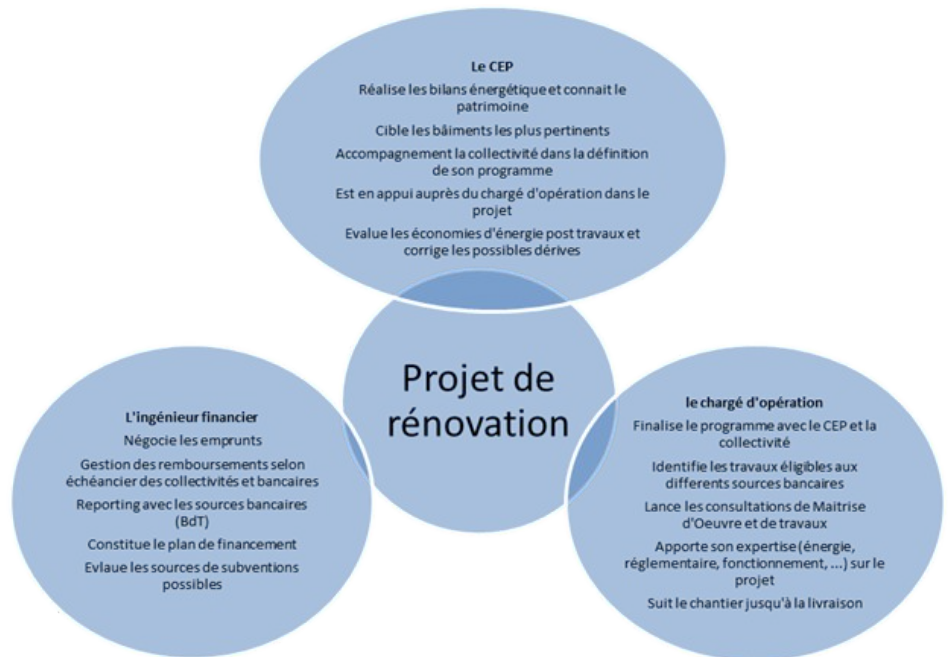 Le CEP
Réalise les bilans énergétique et connait le
patrimoine
Cible les bâiments les plus pertinents
Accompagnement la collectivité dans la définition
de son programme
Est en appui auprès du chargé d'opération dans le
projet
Evalue les économies d'énergie post travaux et
corrige les possibles dérives
Projet de
rénovation
L'ingénieur financier
Négocie les emprunts
Gestion des remboursements selon
échéancier des collectivités et bancaires
Reporting avec les sources bancaires
(BdT)
Constitue le plan de financement
Evlaue les sources de subventions
possibles
le chargé d'opération
Finalise le programme avec le CEP et la
collectivité
Identifie les travaux éligibles aux
differents sources bancaires
Lance les consultations de Maitrise
d'Oeuvre et de travaux
Apporte son expertise (énergie,
réglementaire, fonctionnement, ...) sur le
projet
Suit le chantier jusqu'à la livraison